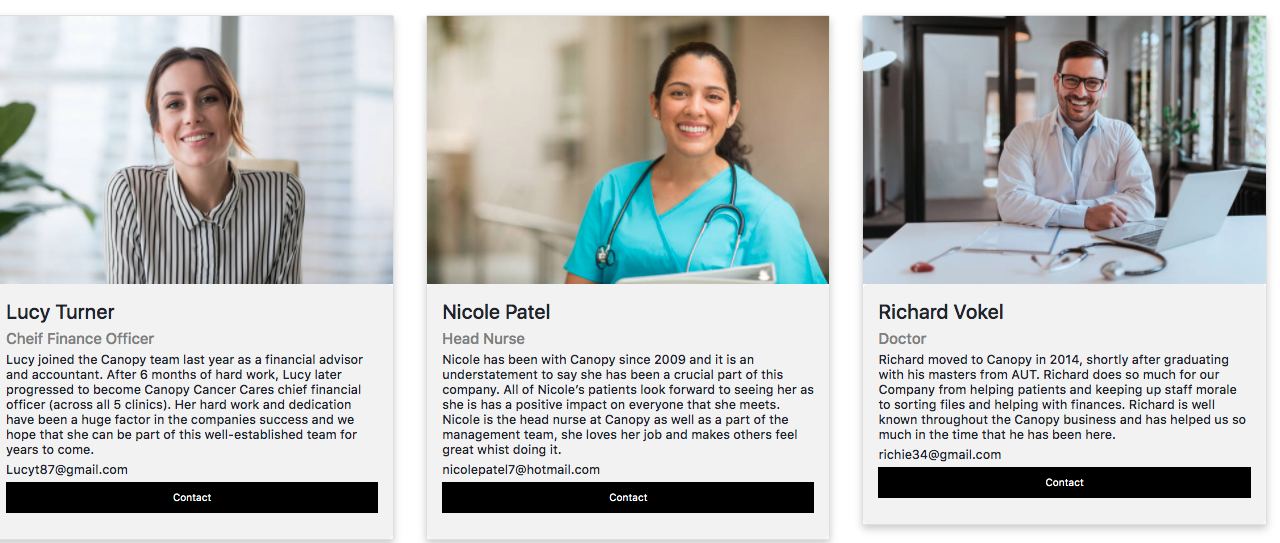 Lucy Turner
Cheif Finance Officer
Lucy joined the Canopy team last year as a financial advisor
and accountant. After 6 months of hard work, Lucy later
progressed to become Canopy Cancer Cares chief financial
officer (across all 5 clinics). Her hard work and dedication
have been a huge factor in the companies success and we
hope that she can be part of this well-established team for
years to come.
Lucyt87@gmail.com
Contact
Nicole Patel
Head Nurse
Nicole has been with Canopy since 2009 and it is an
understatement to say she has been a crucial part of this
company. All of Nicole’s patients look forward to seeing her as
she is has a positive impact on everyone that she meets.
Nicole is the head nurse at Canopy as well as a part of the
management team, she loves her job and makes others feel
great whist doing it.
nicolepatel7@hotmail.com
Contact
Richard Vokel
Doctor
Richard moved to Canopy in 2014, shortly after graduating
with his masters from AUT. Richard does so much for our
Company from helping patients and keeping up staff morale
to sorting files and helping with finances. Richard is well
known throughout the Canopy business and has helped us so
much in the time that he has been here.
richie34@gmail.com
Contact